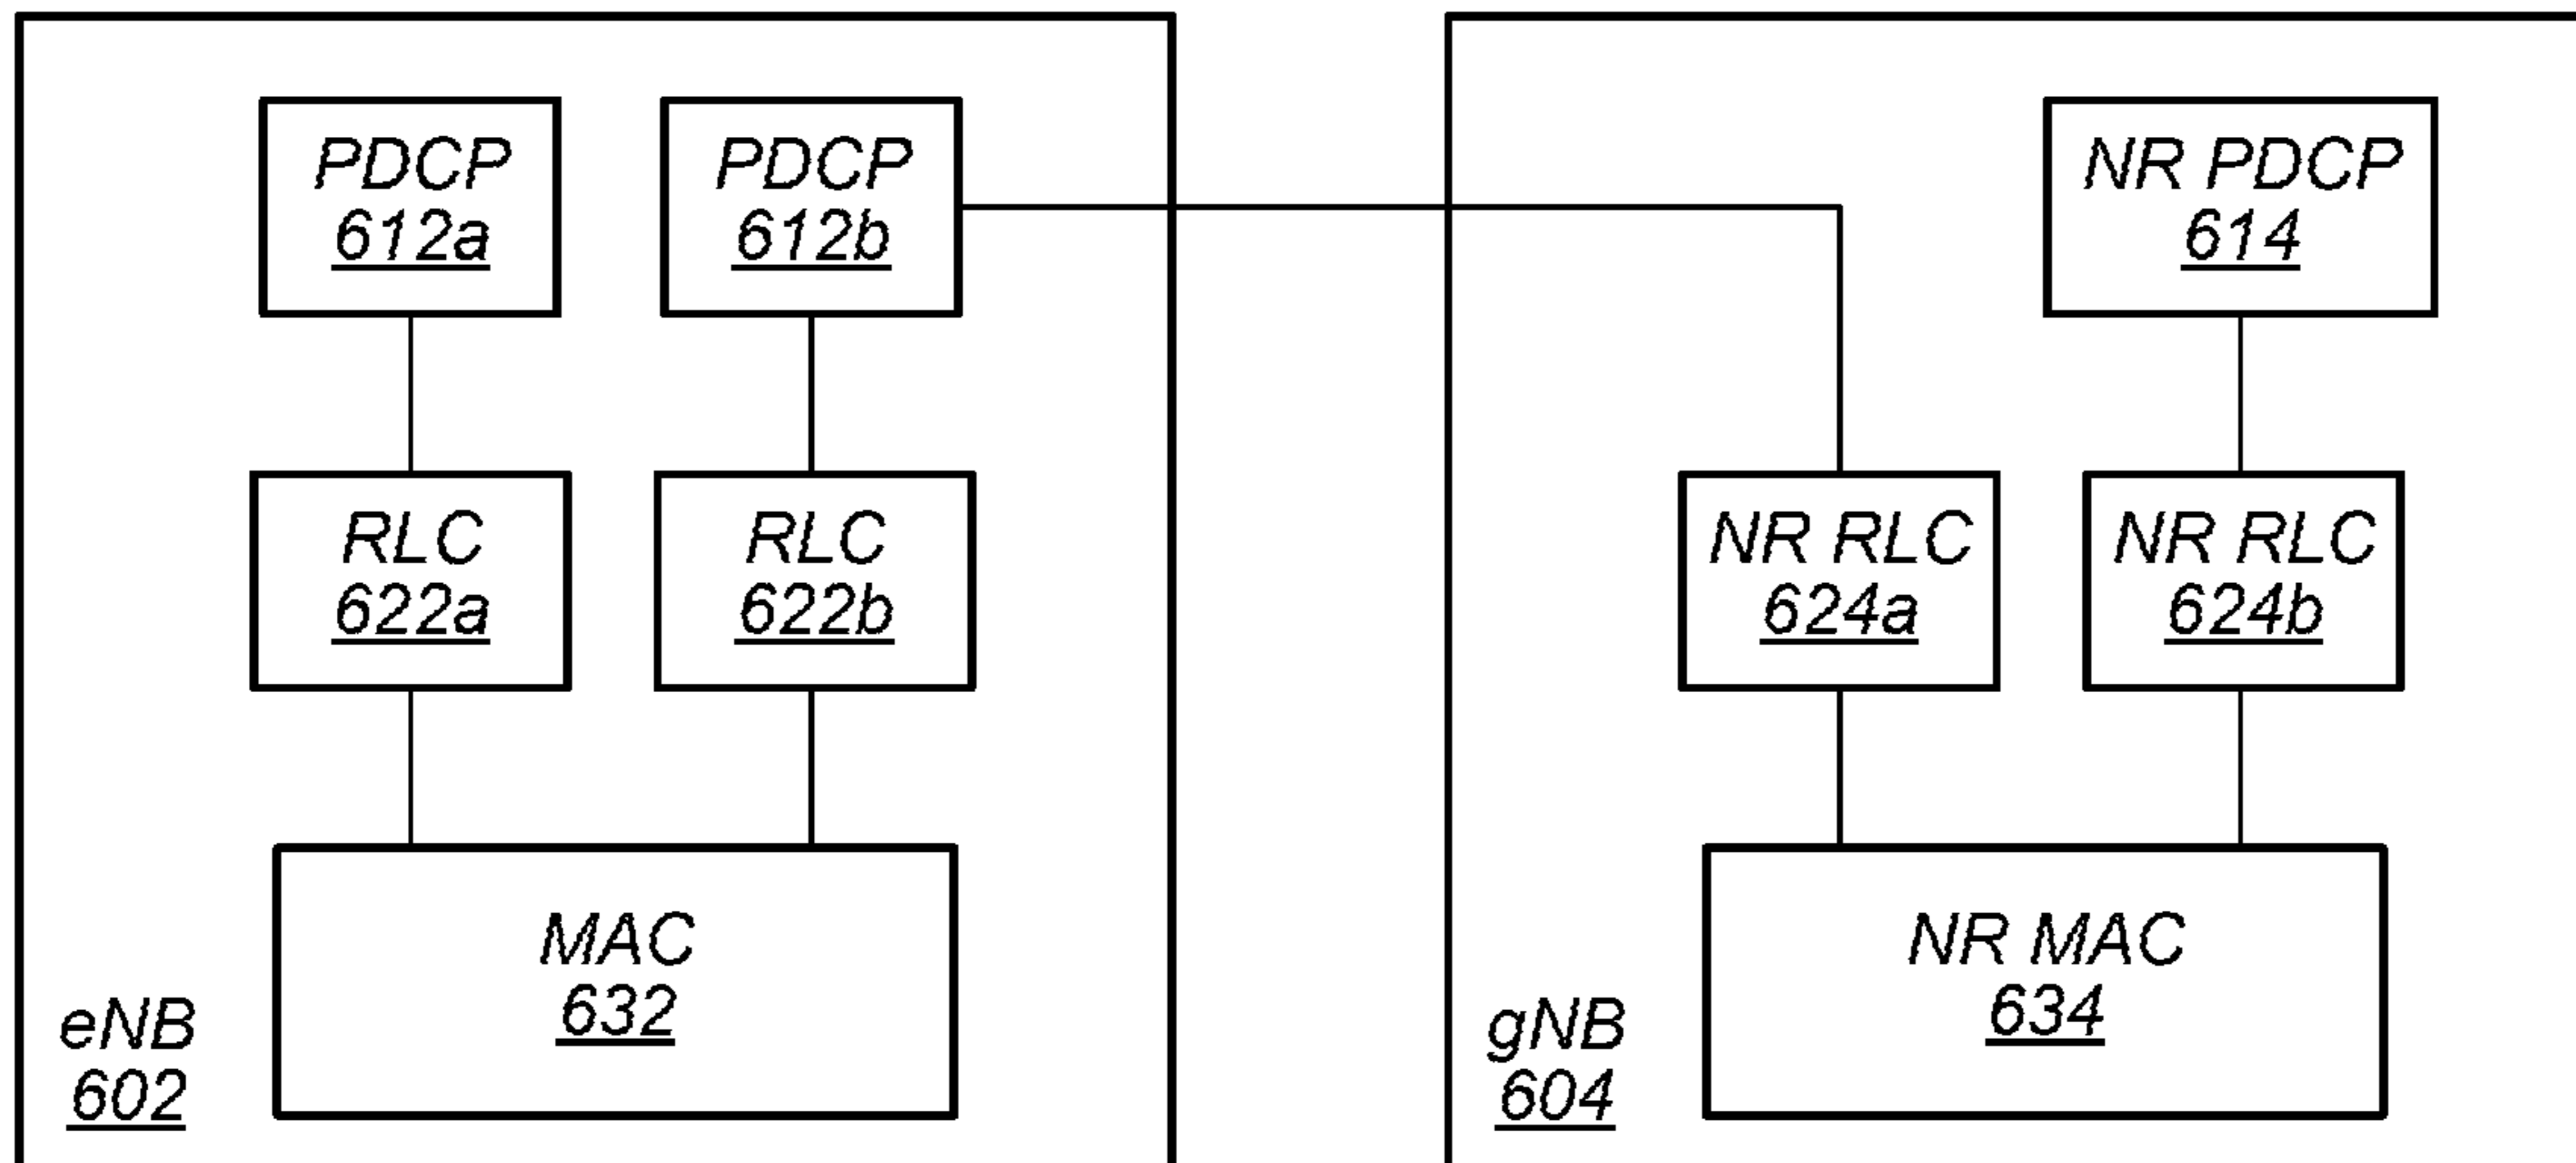 PDCP
612a
PDCP
612b
NR PDCP
614
RLC
622a
RLC
622b
NR RLC
624a
NR RLC
624b
MAC
632
NR MAC
634
eNB
602
gNB
604